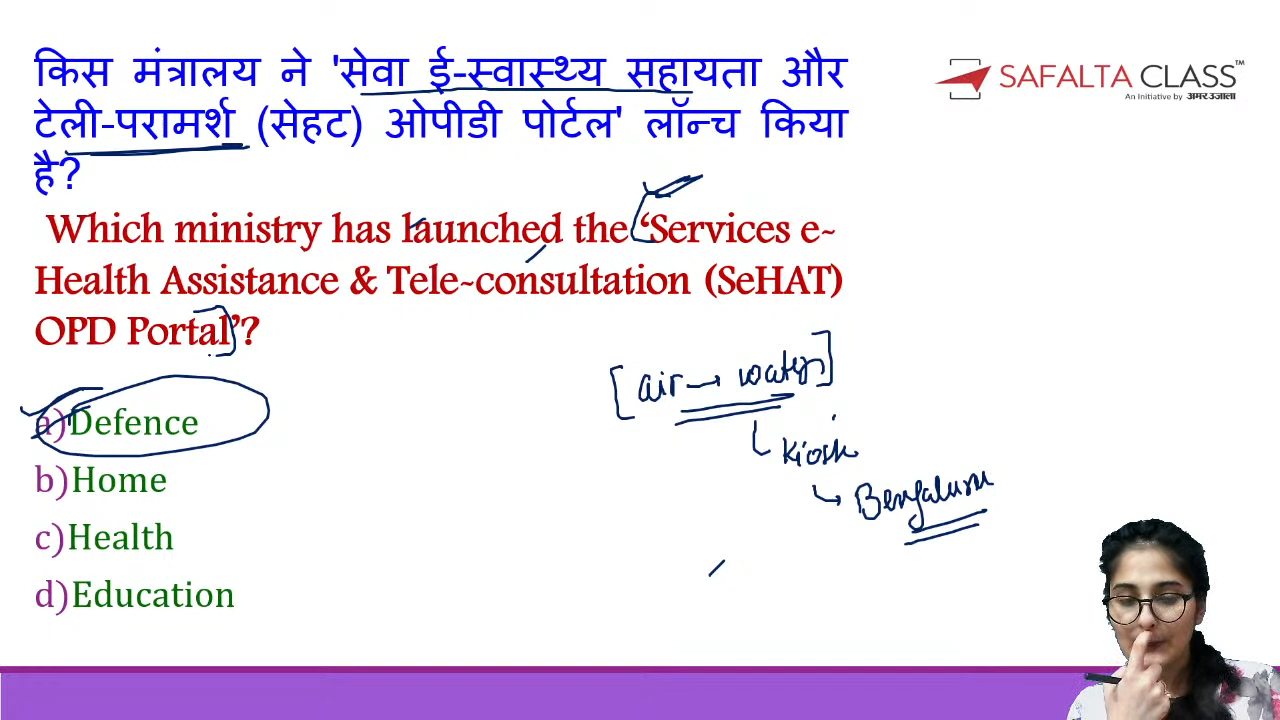 किस मंत्रालय ने 'सेवा ई-स्वास्थ्य सहायता और
टेली-परामर्श (सेहट) ओपीडी पोर्टल' लॉन्च किया
है?
SAFALTA CLASS™
An Initiative by अमर उजाला
Which ministry has launched the ‘Services e-
Health Assistance & Tele-consultation (SeHAT)
OPD Portal’?
[air → water]
Kiosk
Bengaluru
a)Defence
b)Home
c)Health
d)Education